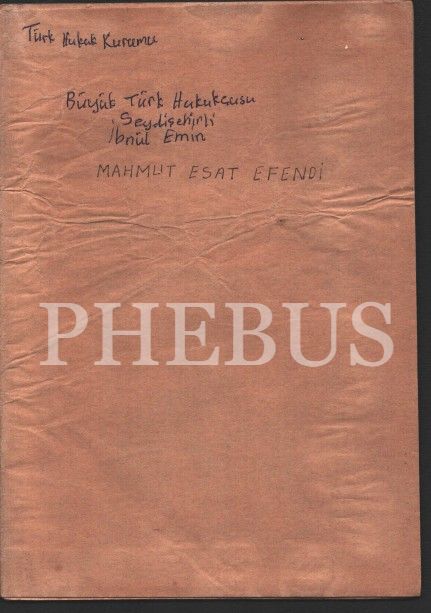 Türk Hukuk Kurumu
Büyük Türk Hukukçusu
Seydişehirli
İbnül Emin
MAHMUT ESAT EFENDİ
PHEBUS